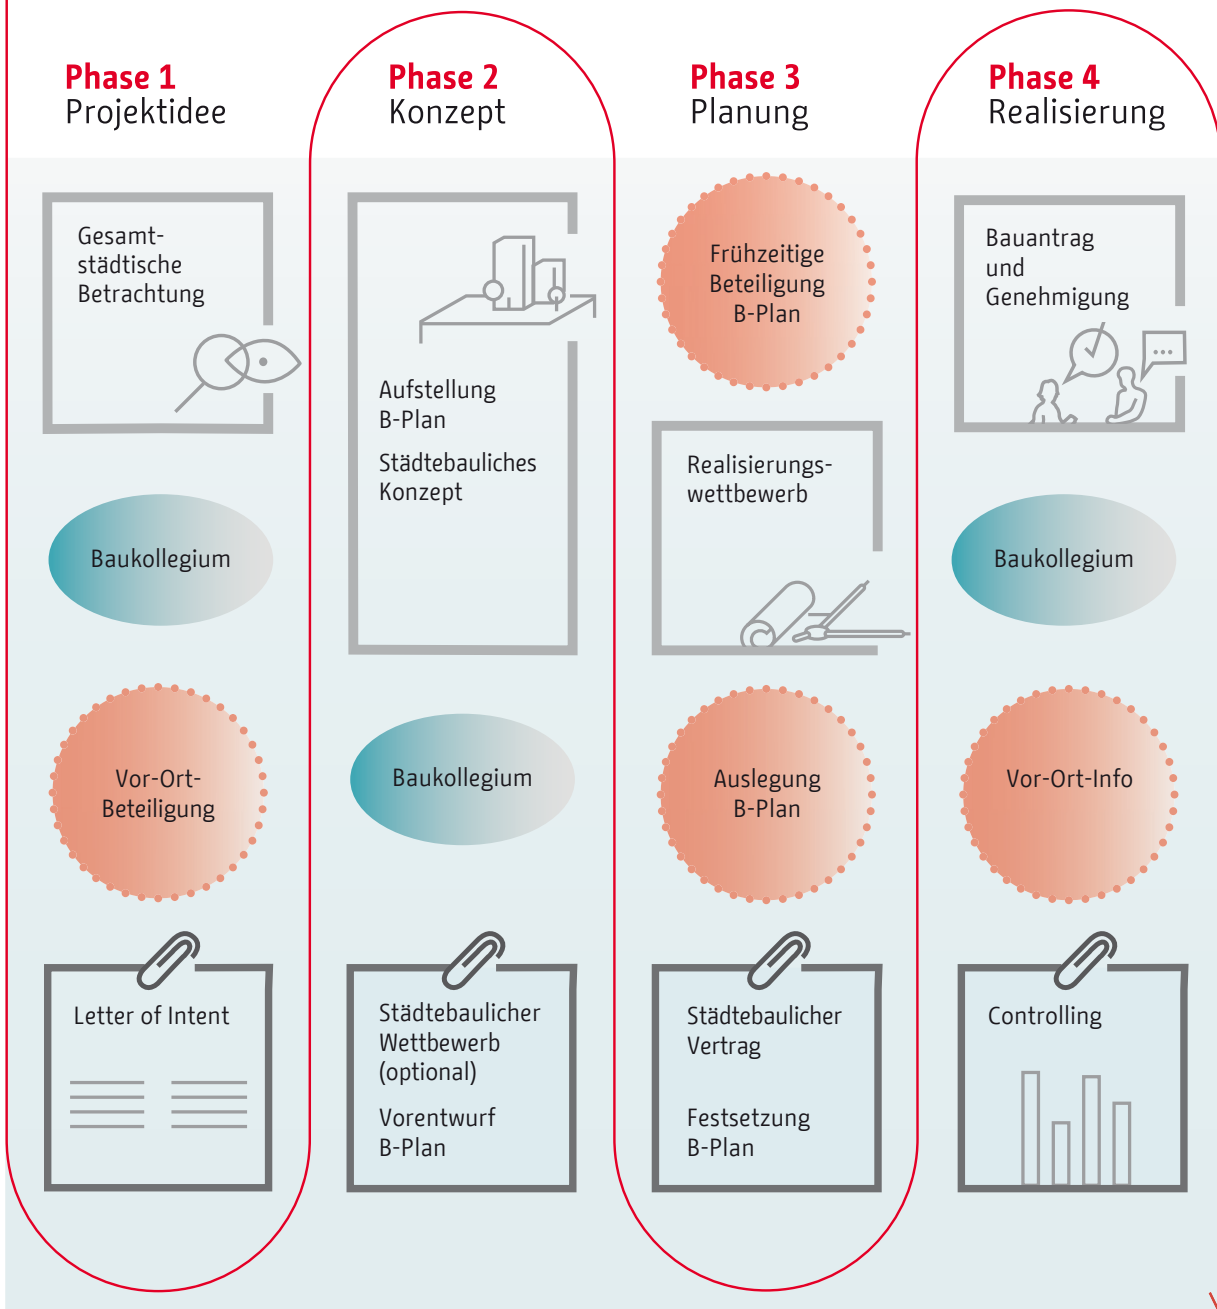 Phase 1
Projektidee
Gesamt-
städtische
Betrachtung
Baukollegium
Vor-Ort-
Beteiligung
Letter of Intent
Phase 2
Konzept
Aufstellung
B-Plan
Städtebauliches
Konzept
Baukollegium
Städtebaulicher
Wettbewerb
(optional)
Vorentwurf
B-Plan
Phase 3
Planung
Frühzeitige
Beteiligung
B-Plan
Realisierungs-
wettbewerb
Auslegung
B-Plan
Städtebaulicher
Vertrag
Festsetzung
B-Plan
Phase 4
Realisierung
Bauantrag
und
Genehmigung
Baukollegium
Vor-Ort-Info
Controlling